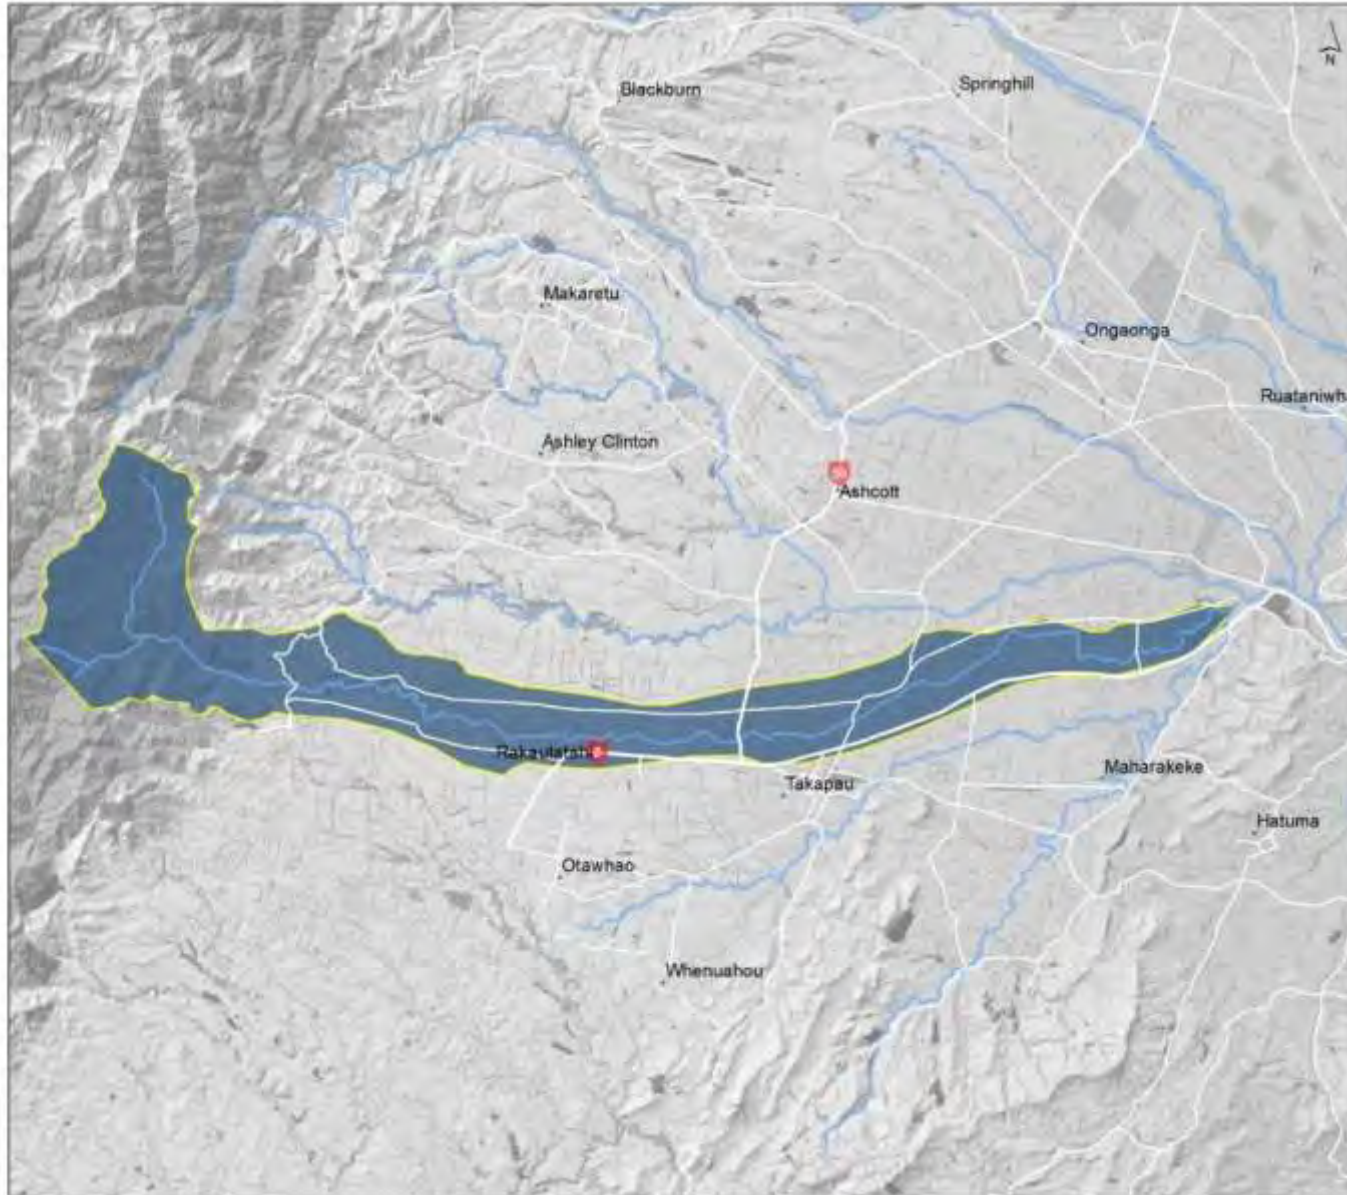 Blackburn
Springhill
N
Makaretu
Ongaonga
Ruataniwh
Ashley Clinton
Ashcott
Rakautatahi
Takapau
Maharakeke
Hatuma
Otawhao
Whenuahou